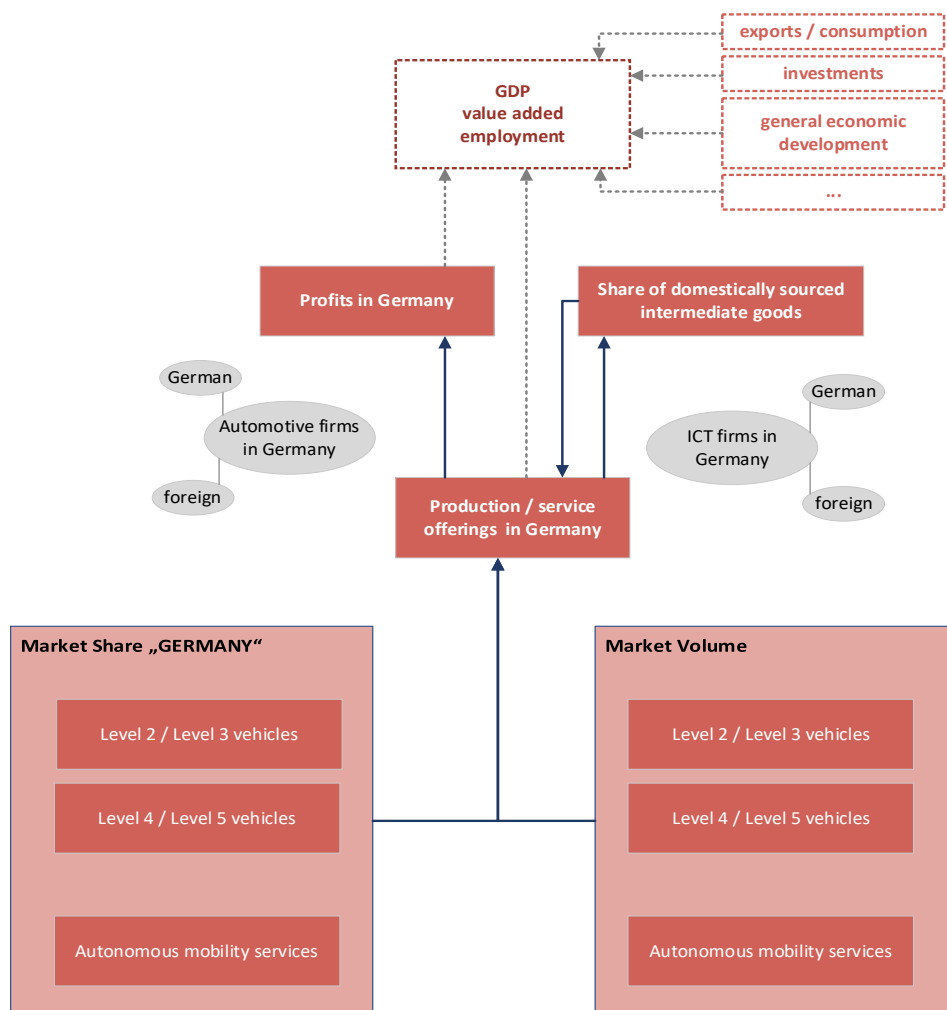 exports / consumption
GDP
value added
employment
investments
general economic
development
...
Profits in Germany
Share of domestically sourced
intermediate goods
German
Automotive firms
in Germany
foreign
German
ICT firms in
Germany
foreign
Production / service
offerings in Germany
Market Share „GERMANY“
Level 2 / Level 3 vehicles
Level 4 / Level 5 vehicles
Autonomous mobility services
Market Volume
Level 2 / Level 3 vehicles
Level 4 / Level 5 vehicles
Autonomous mobility services